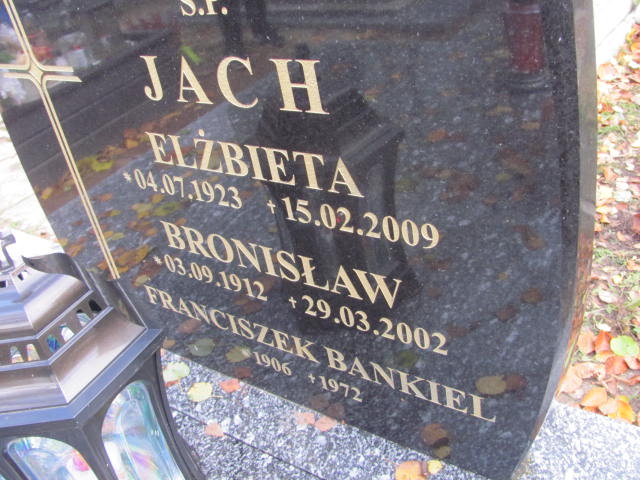 Ś.P.
JACH
ELŻBIETA
*04.07.1923 +15.02.2009
BRONISŁAW
*03.09.1912 +29.03.2002
FRANCISZEK BANKIEL
*1906 +1972